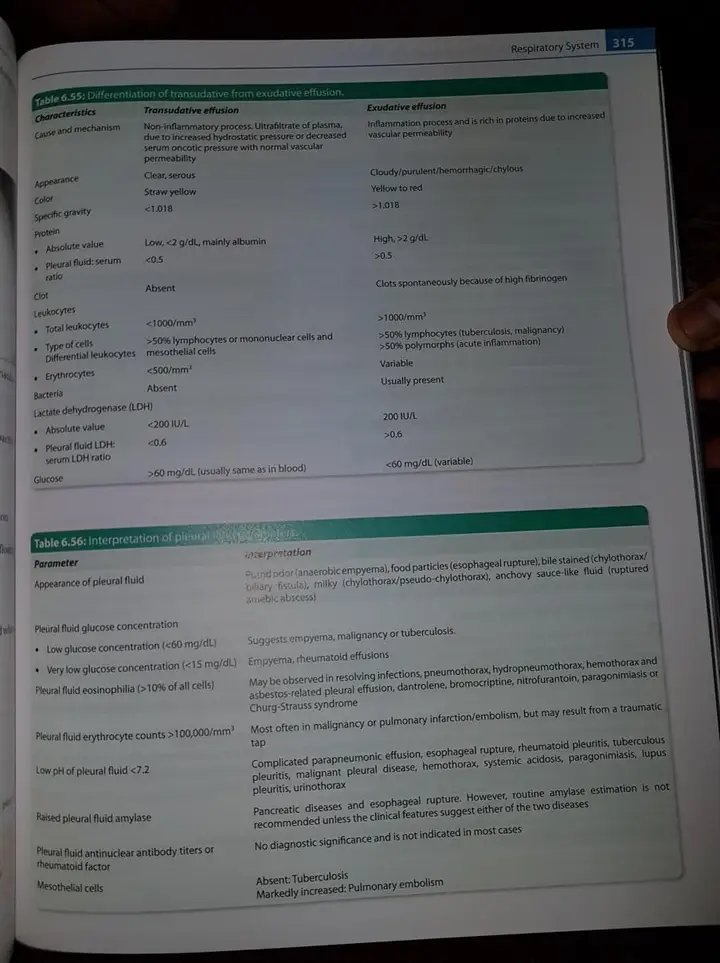 Respiratory System 315
Table 6.55: Differentiation of transudative from exudative effusion.
Characteristics Transudative effusion Exudative effusion
Cause and mechanism Non-inflammatory process. Ultrafiltrate of plasma, Inflammation process and is rich in proteins due to increased
due to increased hydrostatic pressure or decreased vascular permeability
serum oncotic pressure with normal vascular
permeability
Appearance Clear, serous Cloudy/purulent/hemorrhagic/chylous
Color Straw yellow Yellow to red
Specific gravity <1.018 >1.018
Protein
• Absolute value Low, <2 g/dL, mainly albumin High, >2 g/dL
• Pleural fluid: serum <0.5 >0.5
ratio
Clot Absent Clots spontaneously because of high fibrinogen
Leukocytes
• Total leukocytes <1000/mm³ >1000/mm³
• Type of cells >50% lymphocytes or mononuclear cells and >50% lymphocytes (tuberculosis, malignancy)
Differential leukocytes mesothelial cells >50% polymorphs (acute inflammation)
• Erythrocytes <500/mm³ Variable
Bacteria Absent Usually present
Lactate dehydrogenase (LDH)
• Absolute value <200 IU/L 200 IU/L
• Pleural fluid LDH: <0.6 >0.6
serum LDH ratio
Glucose >60 mg/dL (usually same as in blood) <60 mg/dL (variable)
Table 6.56: Interpretation of pleural
Parameter Interpretation
Appearance of pleural fluid Putrid odor (anaerobic empyema), food particles (esophageal rupture), bile stained (chylothorax/
biliary fistula), milky (chylothorax/pseudo-chylothorax), anchovy sauce-like fluid (ruptured
amebic abscess)
Pleural fluid glucose concentration
• Low glucose concentration (<60 mg/dL) Suggests empyema, malignancy or tuberculosis.
• Very low glucose concentration (<15 mg/dL) Empyema, rheumatoid effusions
Pleural fluid eosinophilia (>10% of all cells) May be observed in resolving infections, pneumothorax, hydropneumothorax, hemothorax and
asbestos-related pleural effusion, dantrolene, bromocriptine, nitrofurantoin, paragonimiasis or
Churg-Strauss syndrome
Pleural fluid erythrocyte counts >100,000/mm³ Most often in malignancy or pulmonary infarction/embolism, but may result from a traumatic
tap
Low pH of pleural fluid <7.2 Complicated parapneumonic effusion, esophageal rupture, rheumatoid pleuritis, tuberculous
pleuritis, malignant pleural disease, hemothorax, systemic acidosis, paragonimiasis, lupus
pleuritis, urinothorax
Raised pleural fluid amylase Pancreatic diseases and esophageal rupture. However, routine amylase estimation is not
recommended unless the clinical features suggest either of the two diseases
Pleural fluid antinuclear antibody titers or No diagnostic significance and is not indicated in most cases
rheumatoid factor
Mesothelial cells Absent: Tuberculosis
Markedly increased: Pulmonary embolism